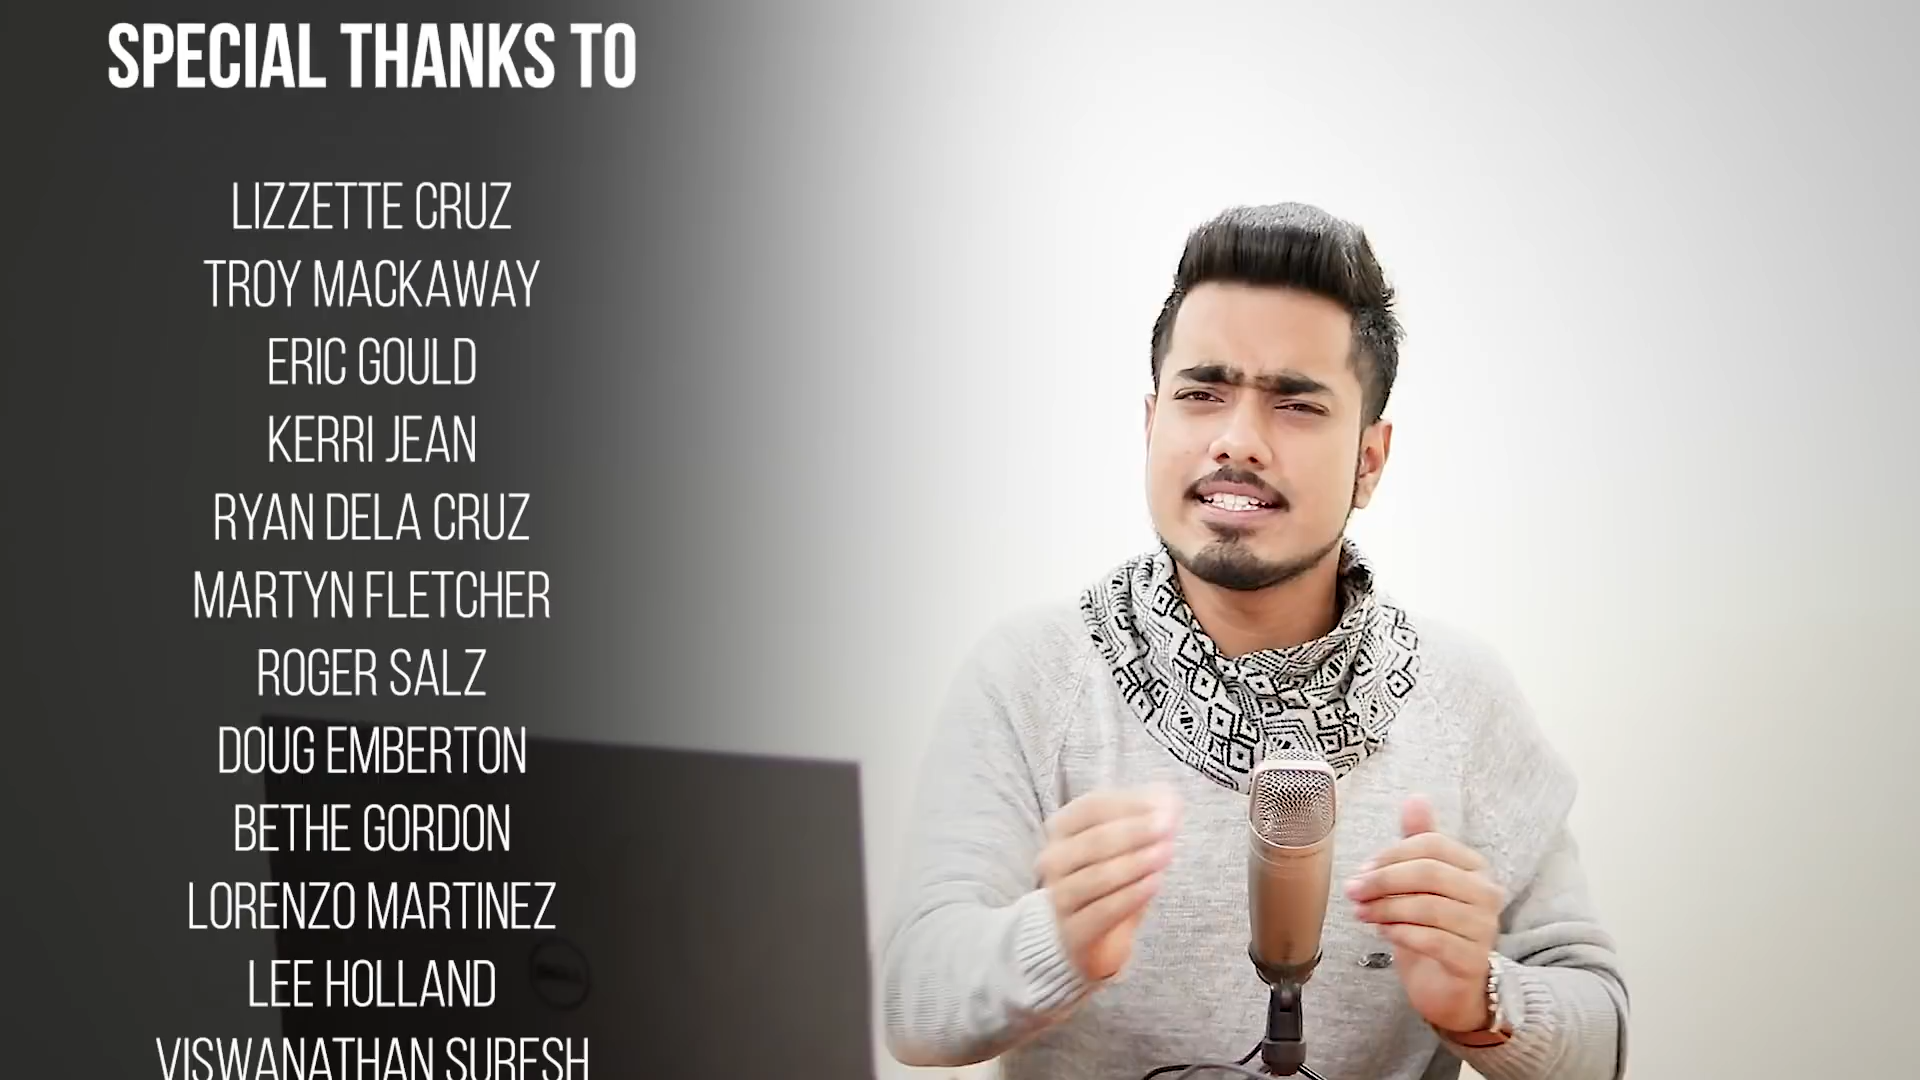 SPECIAL THANKS TO
LIZZETTE CRUZ
TROY MACKAWAY
ERIC GOULD
KERRI JEAN
RYAN DELA CRUZ
MARTYN FLETCHER
ROGER SALZ
DOUG EMBERTON
BETHE GORDON
LORENZO MARTINEZ
LEE HOLLAND
DELL
VISWANATHAN SURESH